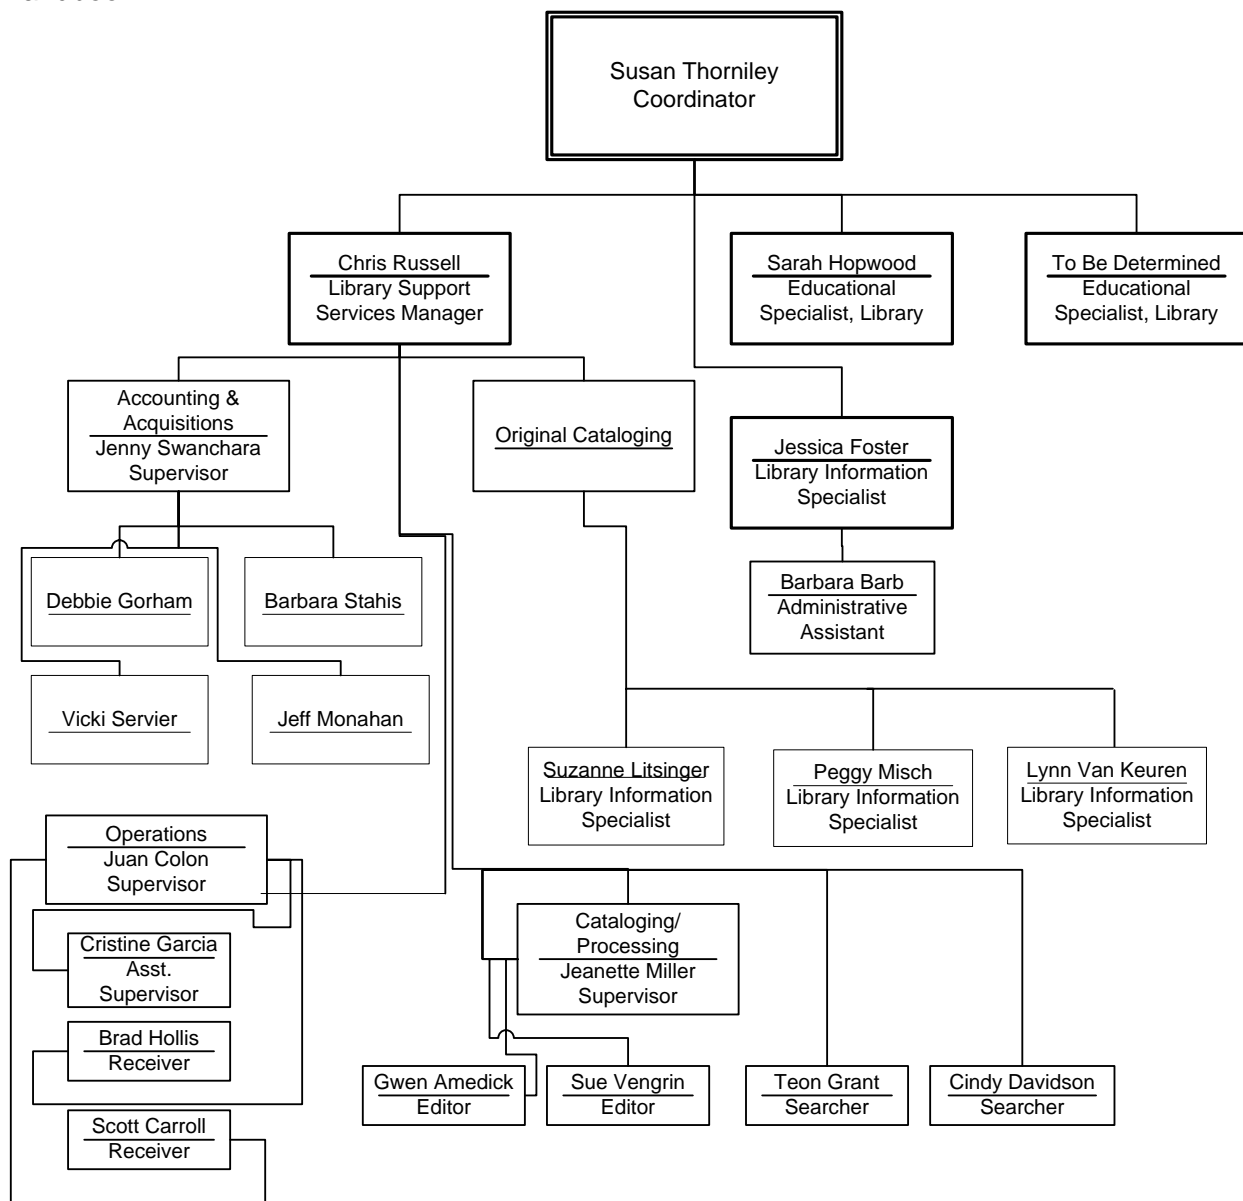 Susan Thorniley
Coordinator
Chris Russell
Library Support
Services Manager
Sarah Hopwood
Educational
Specialist, Library
To Be Determined
Educational
Specialist, Library
Accounting &
Acquisitions
Jenny Swanchara
Supervisor
Original Cataloging
Jessica Foster
Library Information
Specialist
Debbie Gorham
Barbara Stahis
Barbara Barb
Administrative
Assistant
Vicki Servier
Jeff Monahan
Suzanne Litsinger
Library Information
Specialist
Peggy Misch
Library Information
Specialist
Lynn Van Keuren
Library Information
Specialist
Operations
Juan Colon
Supervisor
Cataloging/
Processing
Jeanette Miller
Supervisor
Cristine Garcia
Asst.
Supervisor
Brad Hollis
Receiver
Gwen Amedick
Editor
Sue Vengrin
Editor
Teon Grant
Searcher
Cindy Davidson
Searcher
Scott Carroll
Receiver